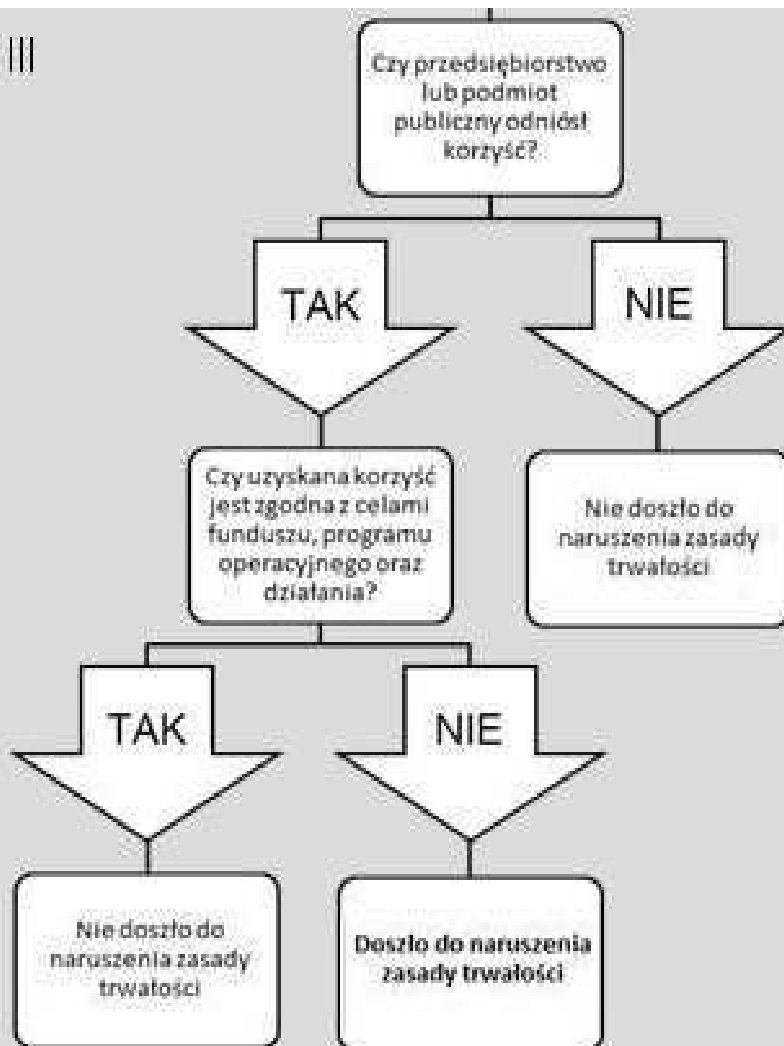 III
Czy przedsiębiorstwo
lub podmiot
publiczny odniósł
korzyść?
TAK
NIE
Czy uzyskana korzyść
jest zgodna z celami
funduszu, programu
operacyjnego oraz
działania?
Nie doszło do
naruszenia zasady
trwałości
TAK
NIE
Nie doszło do
naruszenia zasady
trwałości
Doszło do naruszenia
zasady trwałości